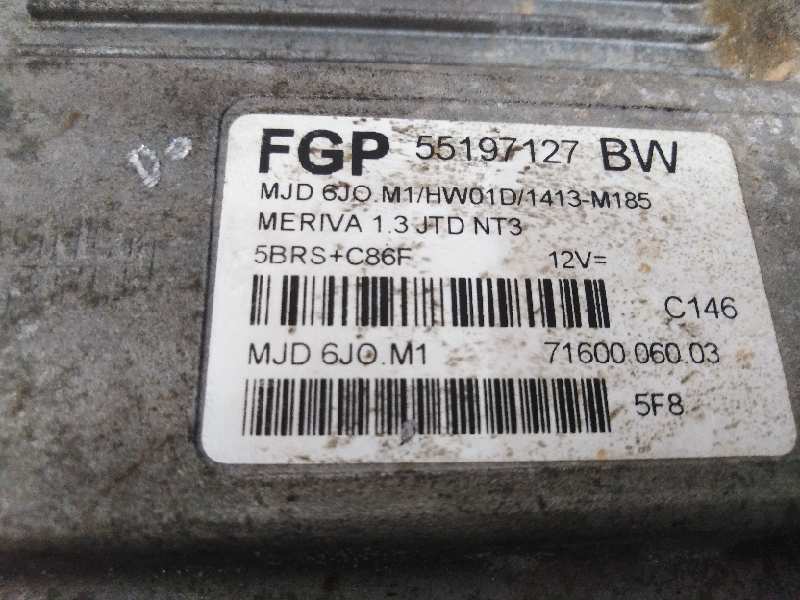 FGP 55197127 BW
MJD 6JO.M1/HW01D/1413-M185
MERIVA 1.3 JTD NT3
5BRS+C86F 12V=
C146
MJD 6JO.M1 71600.060.03
5F8